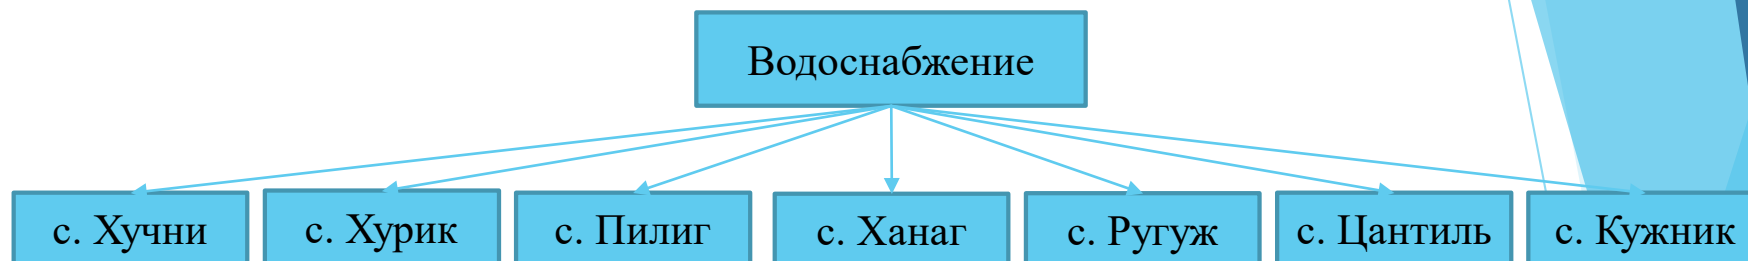 Водоснабжение
с. Хучни
с. Хурик
с. Пилиг
с. Ханаг
с. Ругуж
с. Цантиль
с. Кужник